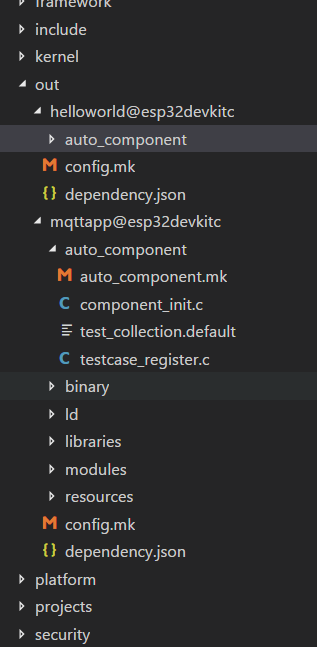 framework
include
kernel
out
helloworld@esp32devkitc
auto_component
config.mk
dependency.json
mqttapp@esp32devkitc
auto_component
auto_component.mk
component_init.c
test_collection.default
testcase_register.c
binary
ld
libraries
modules
resources
config.mk
dependency.json
platform
projects
security